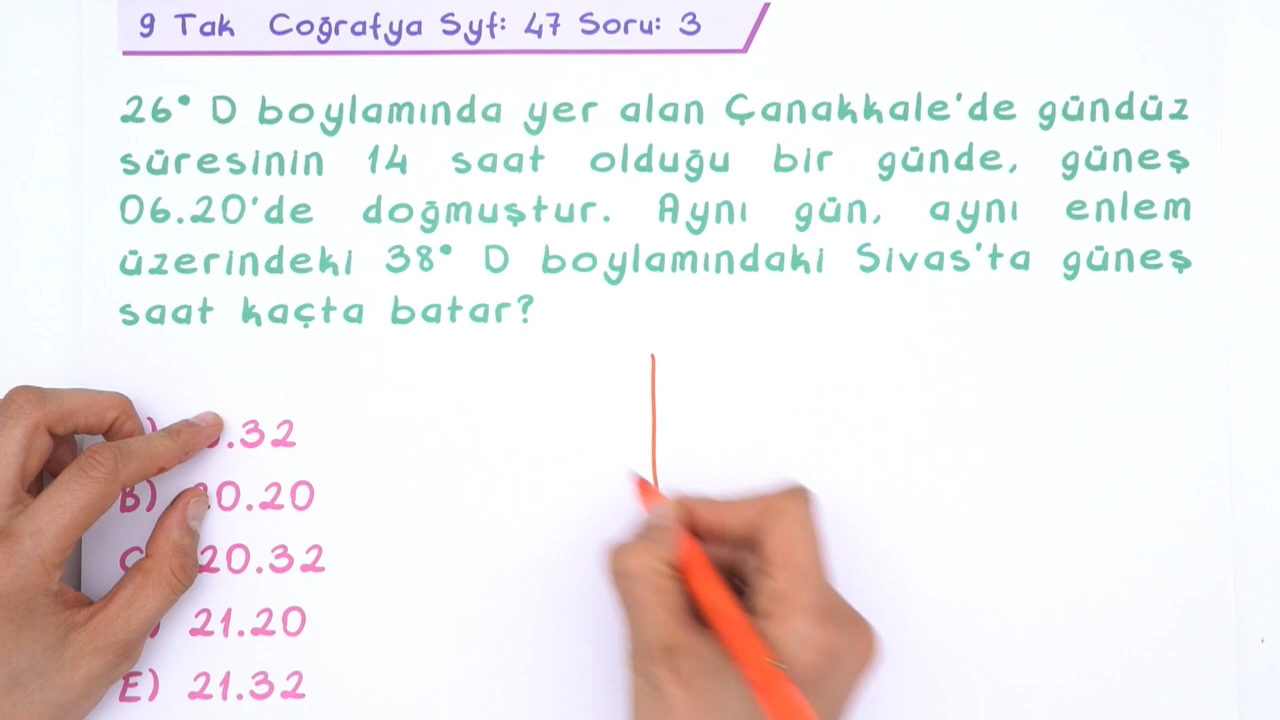 9 Tak Coğrafya Syf: 47 Soru: 3
26° D boylamında yer alan Çanakkale'de gündüz
süresinin 14 saat olduğu bir günde, güneş
06.20'de doğmuştur. Aynı gün, aynı enlem
üzerindeki 38° D boylamındaki Sivas'ta güneş
saat kaçta batar?
.32
B) 20.20
C 20.32
) 21.20
E) 21.32